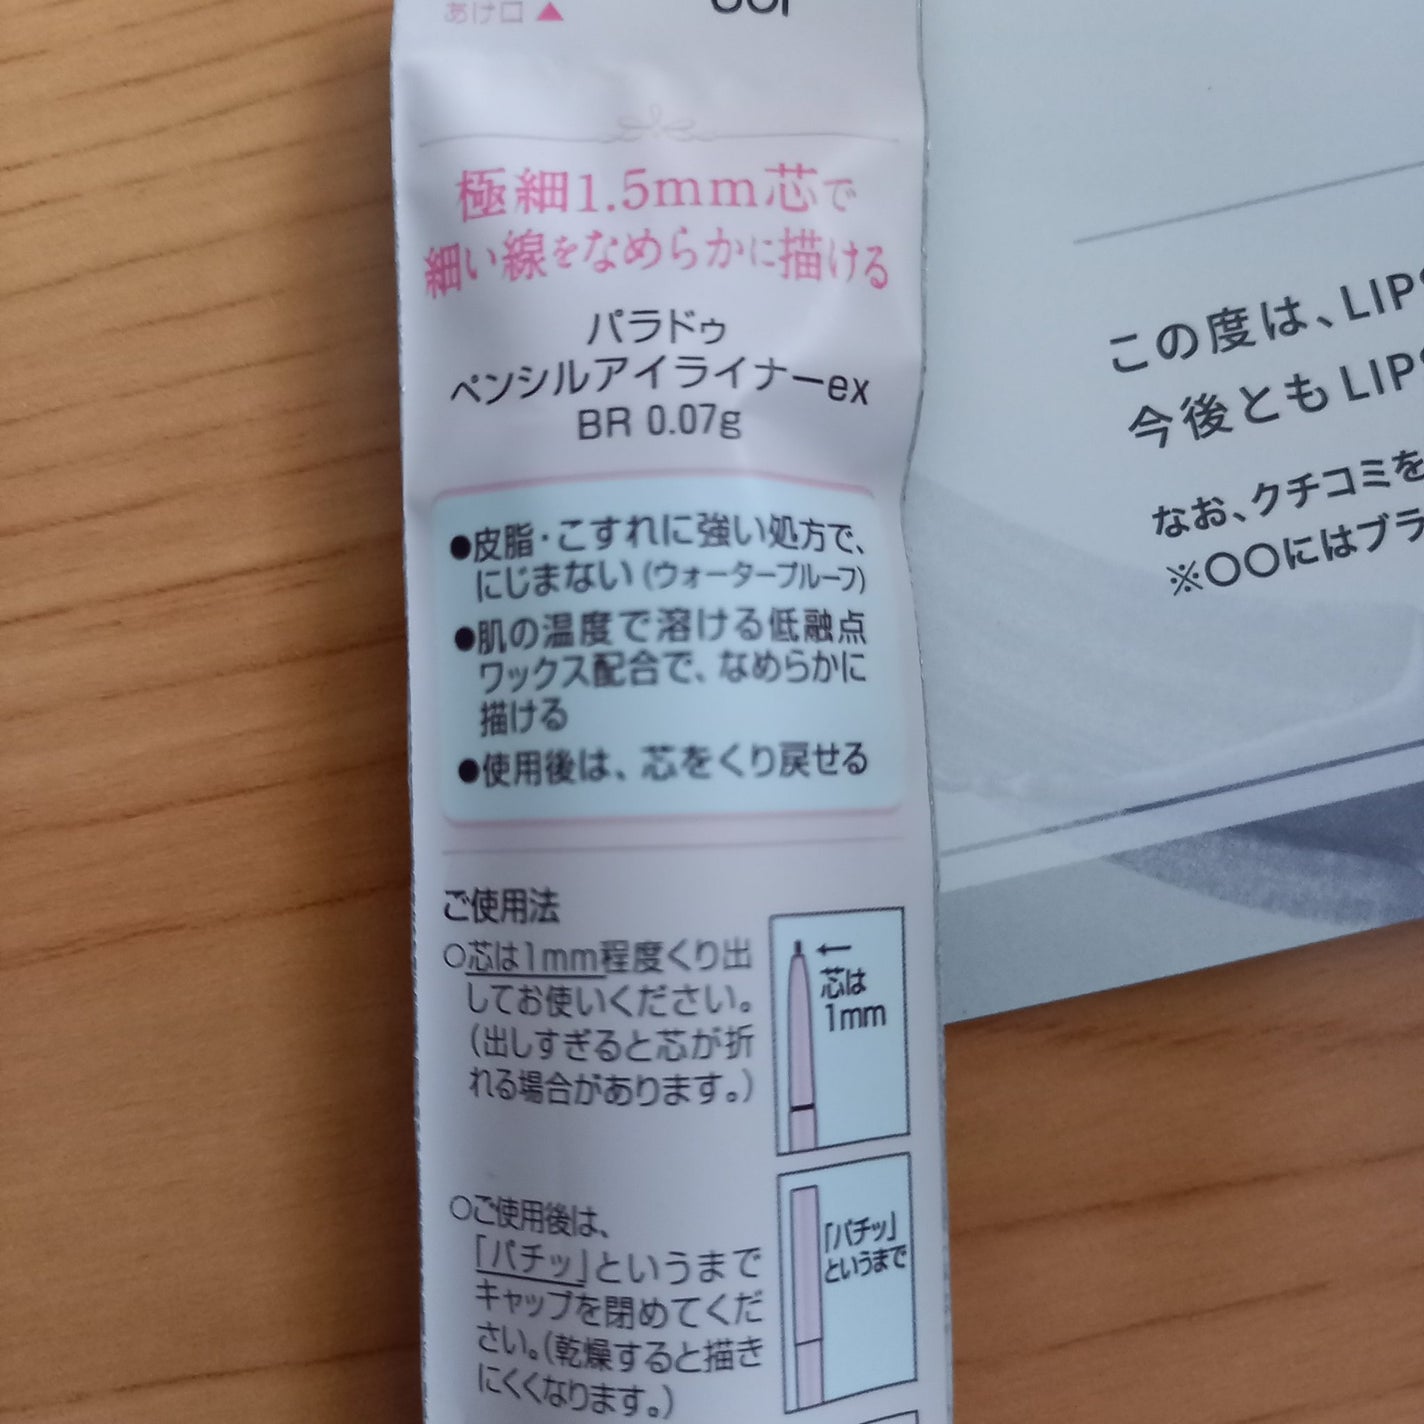 あけ口▲
極細1.5mm芯で
細い線をなめらかに描ける
パラドゥ
ペンシルアイライナーex
BR 0.07g
●皮脂・こすれに強い処方で、
にじまない(ウォータープルーフ)
●肌の温度で溶ける低融点
ワックス配合で、なめらかに
描ける
●使用後は、芯をくり戻せる
ご使用法
○芯は1mm程度くり出
してお使いください。
(出しすぎると芯が折
れる場合があります。)
←
芯は
1mm
○ご使用後は、
「パチッ」というまで
キャップを閉めてくだ
さい。(乾燥すると描き
にくくなります。)
「パチッ」
というまで
この度は、LIPS
今後ともLIPS
なお、クチコミを
※〇〇にはブラ